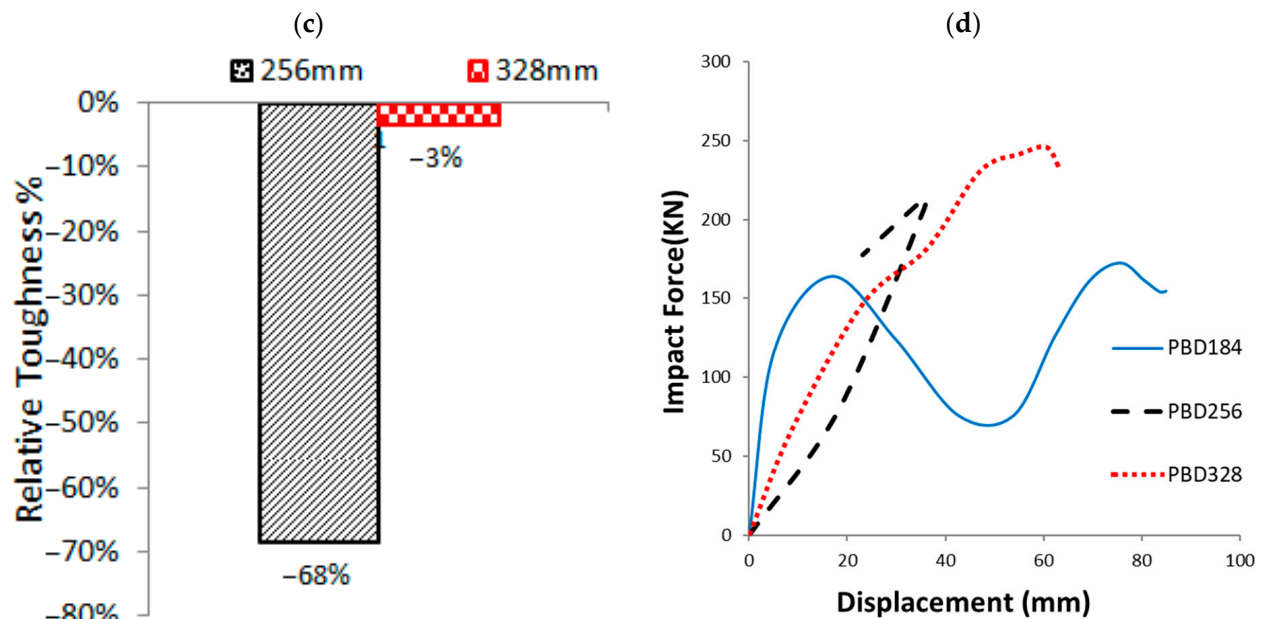 (c)
256mm
328mm
0%
−10%
−20%
−30%
−40%
−50%
−60%
−70%
−80%
Relative Toughness %
1
−3%
−68%
(d)
300
250
200
150
100
50
0
Impact Force(KN)
0 20 40 60 80 100
Displacement (mm)
PBD184
PBD256
PBD328